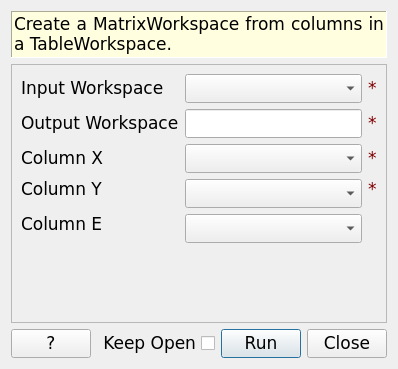 Create a MatrixWorkspace from columns in
a TableWorkspace.
Input Workspace *
Output Workspace *
Column X *
Column Y *
Column E
? Keep Open Run Close